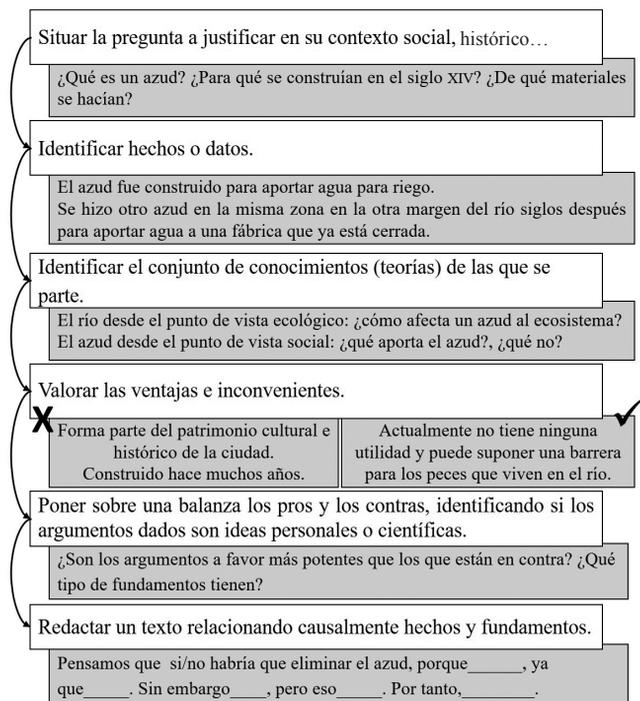 Situar la pregunta a justificar en su contexto social, histórico…
¿Qué es un azud? ¿Para qué se construían en el siglo XIV? ¿De qué materiales
se hacían?
Identificar hechos o datos.
El azud fue construido para aportar agua para riego.
Se hizo otro azud en la misma zona en la otra margen del río siglos después
para aportar agua a una fábrica que ya está cerrada.
Identificar el conjunto de conocimientos (teorías) de las que se
parte.
El río desde el punto de vista ecológico: ¿cómo afecta un azud al ecosistema?
El azud desde el punto de vista social: ¿qué aporta el azud?, ¿qué no?
Valorar las ventajas e inconvenientes.
Forma parte del patrimonio cultural e
histórico de la ciudad.
Construido hace muchos años.
Actualmente no tiene ninguna
utilidad y puede suponer una barrera
para los peces que viven en el río.
Poner sobre una balanza los pros y los contras, identificando si los
argumentos dados son ideas personales o científicas.
¿Son los argumentos a favor más potentes que los que están en contra? ¿Qué
tipo de fundamentos tienen?
Redactar un texto relacionando causalmente hechos y fundamentos.
Pensamos que si/no habría que eliminar el azud, porque______, ya
que_____. Sin embargo____, pero eso_____. Por tanto,________.